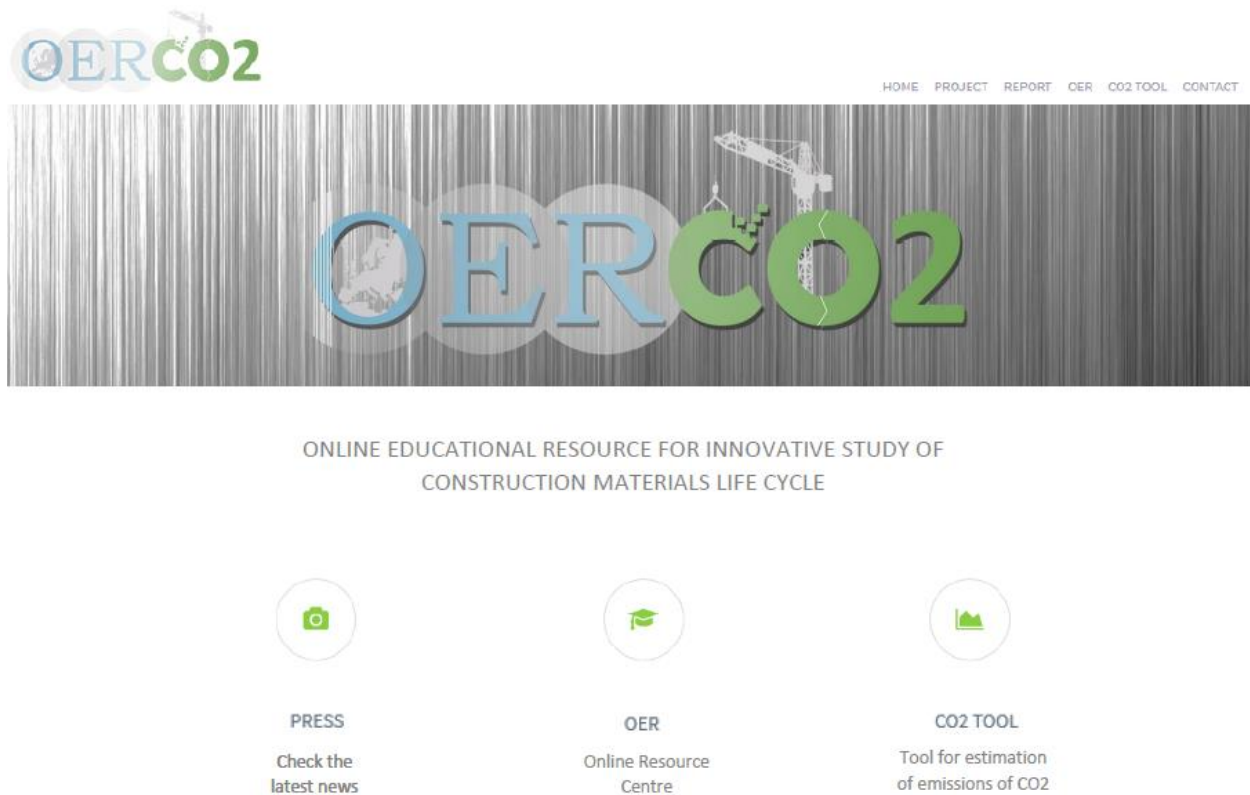 OERCO2
HOME PROJECT REPORT OER CO2 TOOL CONTACT
OERCO2
ONLINE EDUCATIONAL RESOURCE FOR INNOVATIVE STUDY OF
CONSTRUCTION MATERIALS LIFE CYCLE
PRESS
Check the
latest news
OER
Online Resource
Centre
CO2 TOOL
Tool for estimation
of emissions of CO2